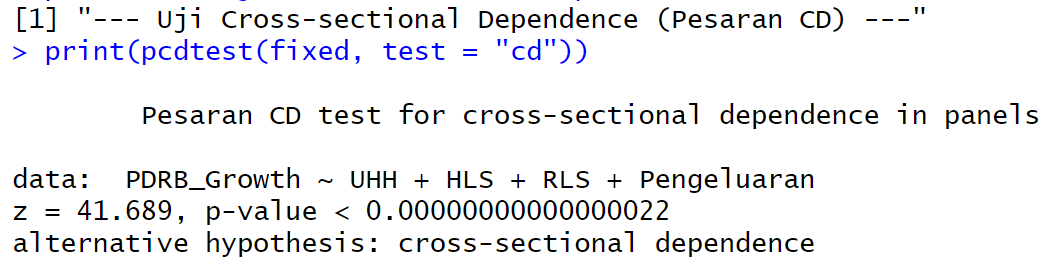 [1] "--- Uji Cross-sectional Dependence (Pesaran CD) ---"
> print(pcdtest(fixed, test = "cd"))
Pesaran CD test for cross-sectional dependence in panels
data:  PDRB_Growth ~ UHH + HLS + RLS + Pengeluaran
z = 41.689, p-value < 0.00000000000000022
alternative hypothesis: cross-sectional dependence